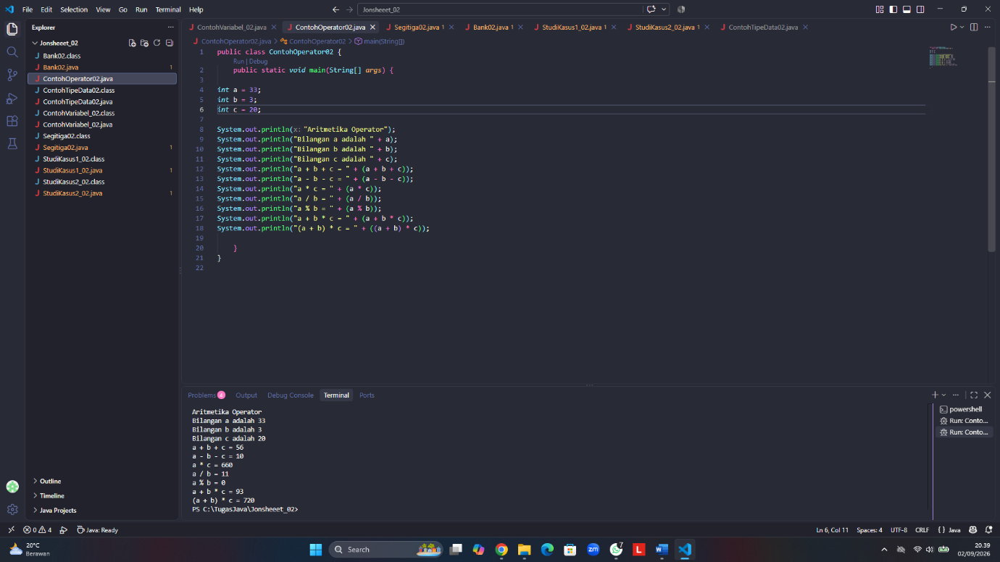 File Edit Selection View Go Run Terminal Help
Jonsheeet_02
Explorer
Jonsheeet_02
Bank02.class
Bank02.java 1
ContohOperator02.java
ContohTipeData02.class
ContohTipeData02.java
ContohVariabel_02.class
ContohVariabel_02.java
Segitiga02.class
Segitiga02.java 1
StudiKasus1_02.class
StudiKasus1_02.java 1
StudiKasus2_02.class
StudiKasus2_02.java 1
Outline
Timeline
Java Projects
ContohVariabel_02.java ContohOperator02.java Segitiga02.java 1 Bank02.java 1 StudiKasus1_02.java 1 StudiKasus2_02.java 1 ContohTipeData02.java
ContohOperator02.java > ContohOperator02 > main(String[])
1 public class ContohOperator02 {
Run | Debug
2 public static void main(String[] args) {
3
4 int a = 33;
5 int b = 3;
6 int c = 20;
7
8 System.out.println(x: "Aritmetika Operator");
9 System.out.println("Bilangan a adalah " + a);
10 System.out.println("Bilangan b adalah " + b);
11 System.out.println("Bilangan c adalah " + c);
12 System.out.println("a + b + c = " + (a + b + c));
13 System.out.println("a - b - c = " + (a - b - c));
14 System.out.println("a * c = " + (a * c));
15 System.out.println("a / b = " + (a / b));
16 System.out.println("a % b = " + (a % b));
17 System.out.println("a + b * c = " + (a + b * c));
18 System.out.println("(a + b) * c = " + ((a + b) * c));
19
20 }
21 }
22
Problems 4 Output Debug Console Terminal Ports
Aritmetika Operator
Bilangan a adalah 33
Bilangan b adalah 3
Bilangan c adalah 20
a + b + c = 56
a - b - c = 10
a * c = 660
a / b = 11
a % b = 0
a + b * c = 93
(a + b) * c = 720
PS C:\TugasJava\Jonsheeet_02>
powershell
Run: Conto...
Run: Conto...
0 4 Java: Ready
Ln 6, Col 11 Spaces: 4 UTF-8 CRLF { } Java
20°C
Berawan
Search
zm
7
L
W
20.39
02/09/2026